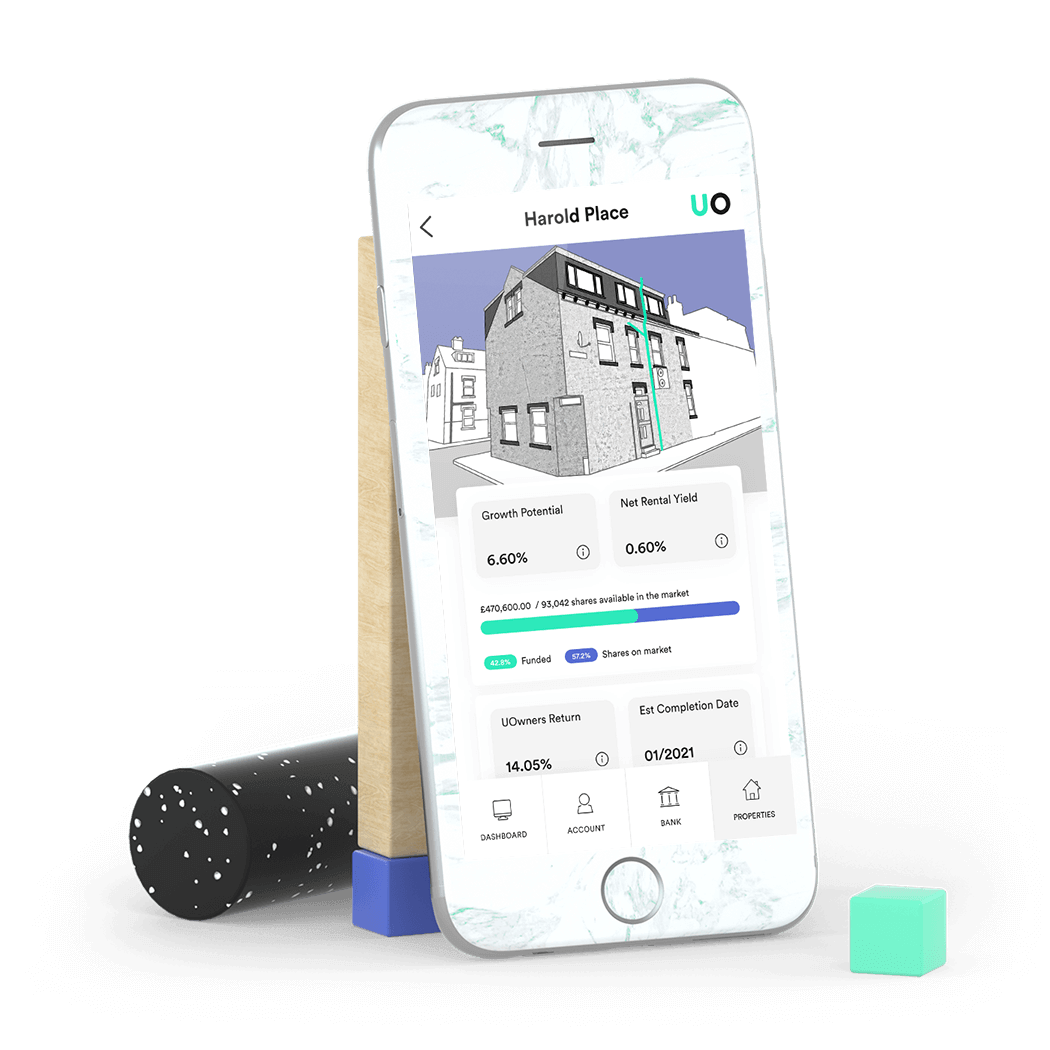 Harold Place
UO
Growth Potential
Net Rental Yield
6.60%
0.60%
£470,600.00 / 93,042 shares available in the market
42.8% Funded
57.2% Shares on market
UOwners Return
Est Completion Date
14.05%
01/2021
DASHBOARD
ACCOUNT
BANK
PROPERTIES